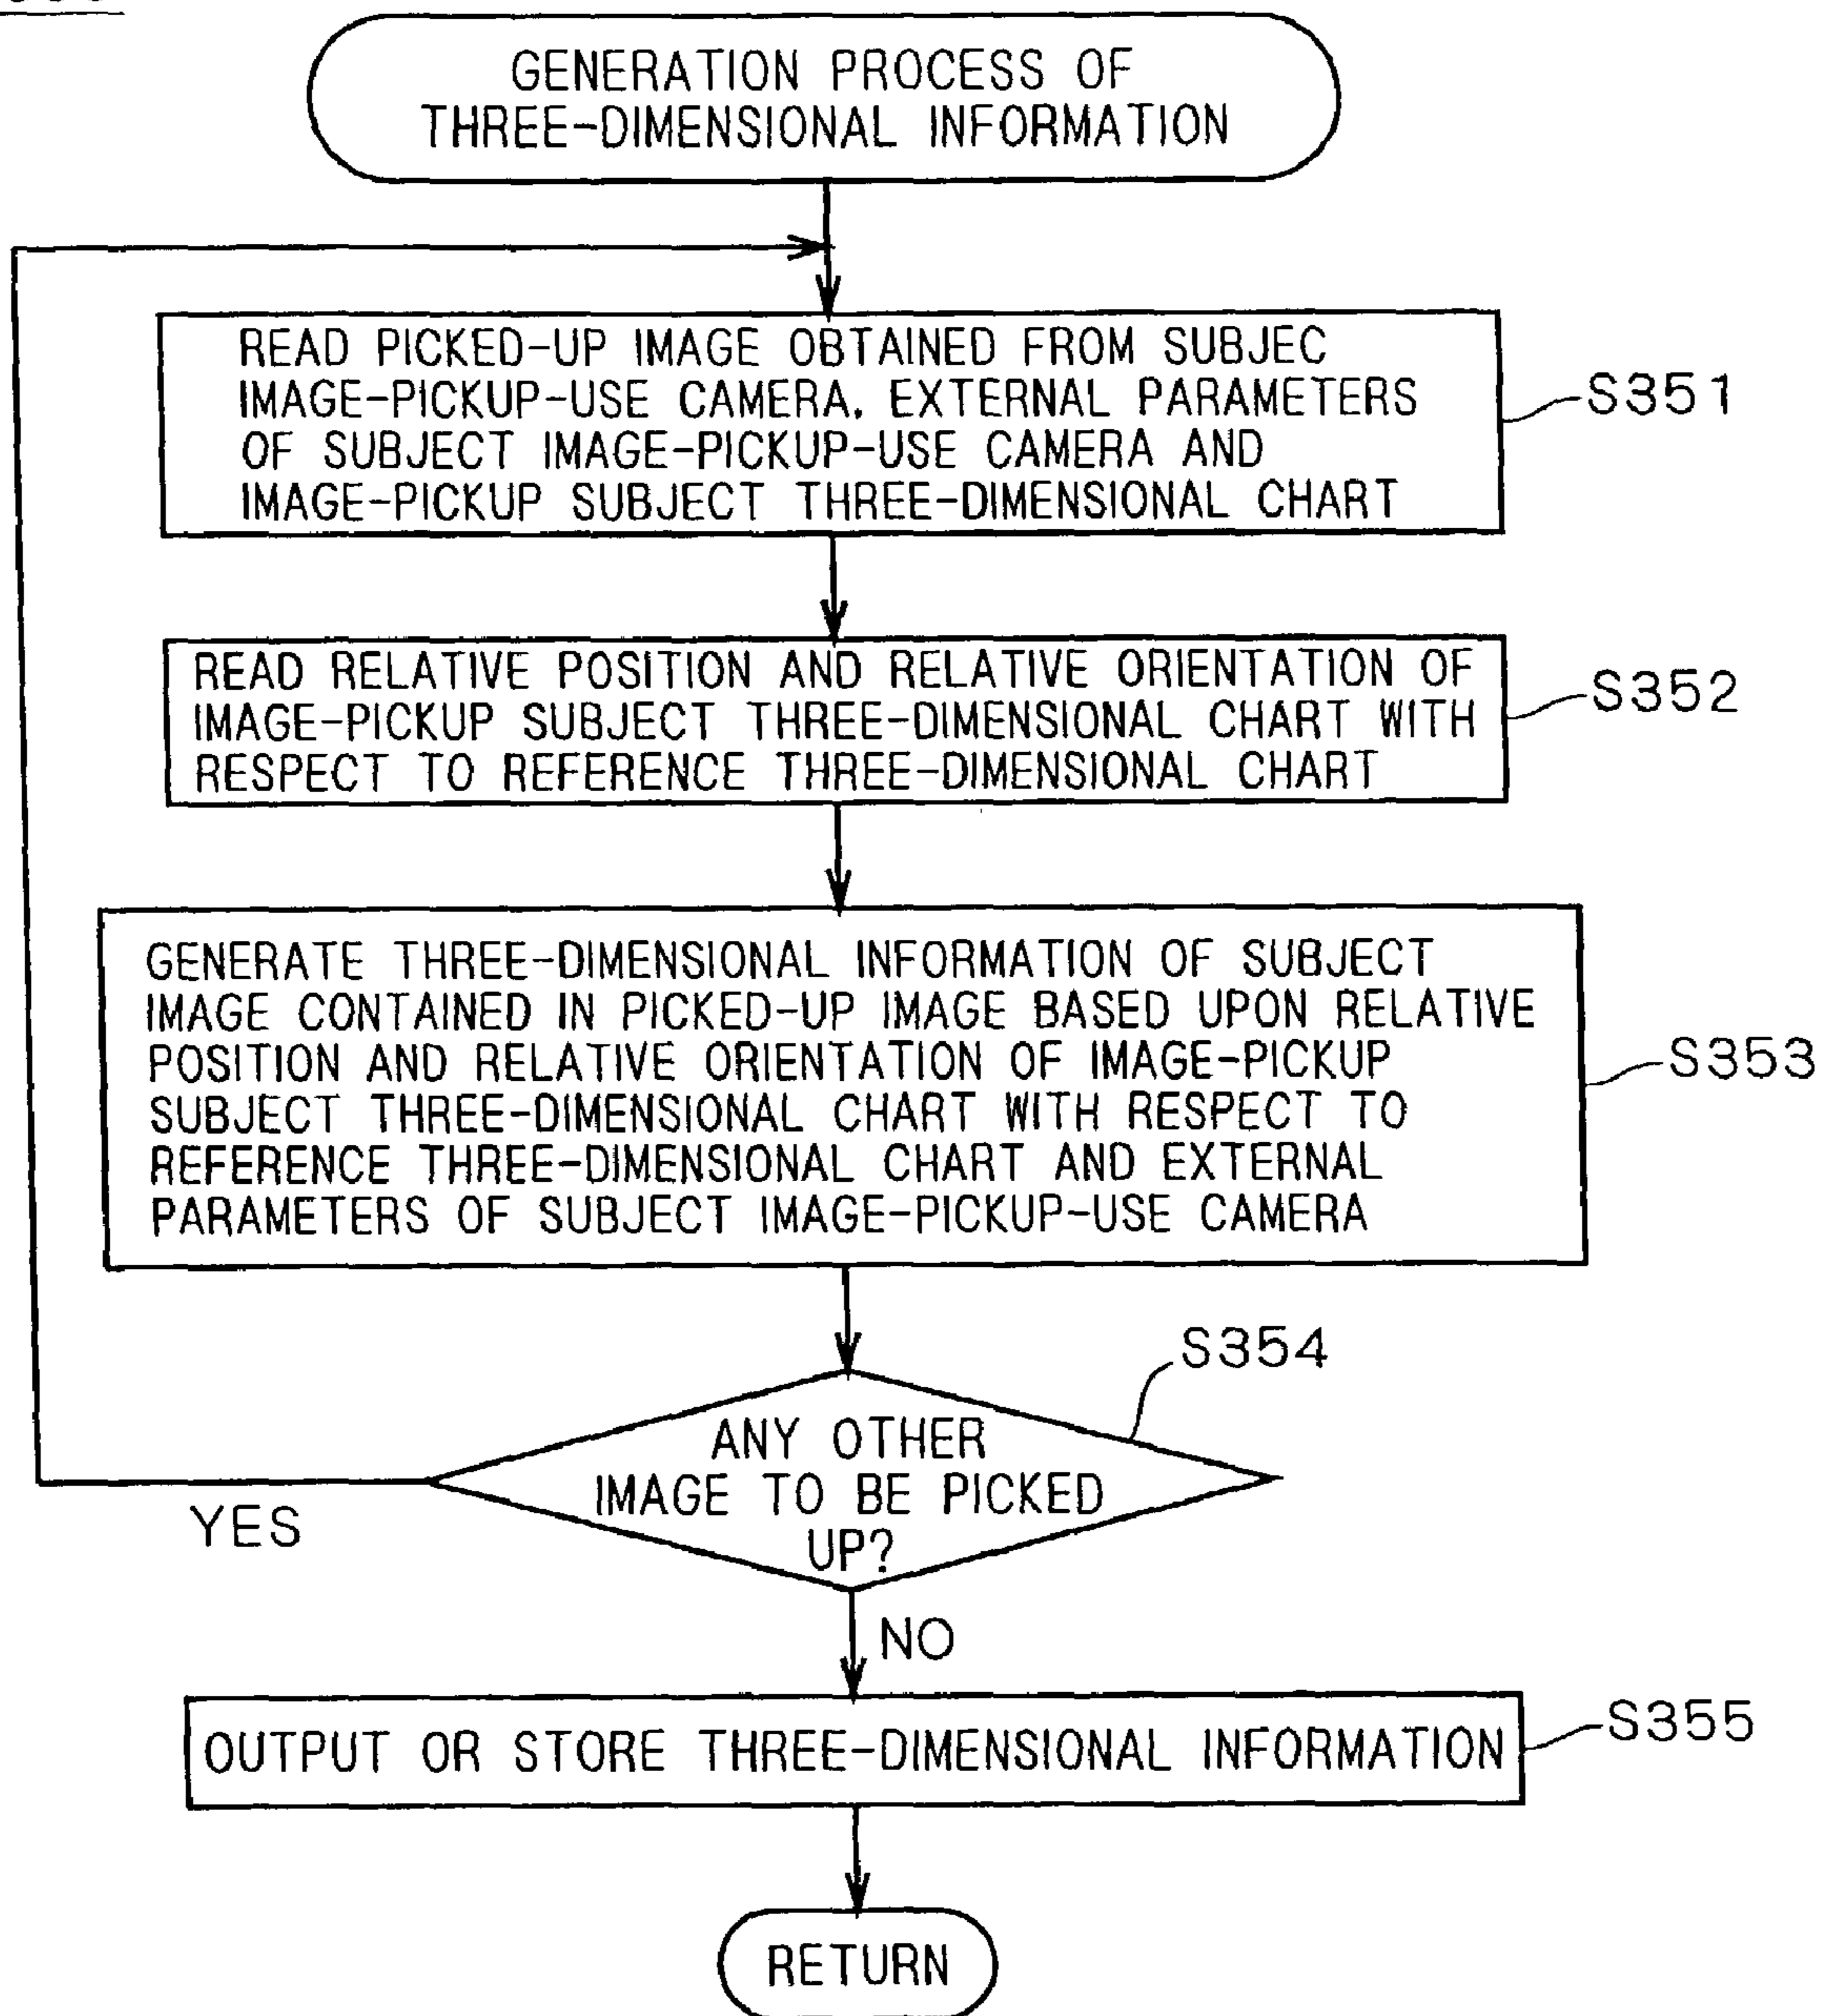 GENERATION PROCESS OF
THREE-DIMENSIONAL INFORMATION
READ PICKED-UP IMAGE OBTAINED FROM SUBJEC
IMAGE-PICKUP-USE CAMERA. EXTERNAL PARAMETERS
OF SUBJECT IMAGE-PICKUP-USE CAMERA AND
IMAGE-PICKUP SUBJECT THREE-DIMENSIONAL CHART
S351
READ RELATIVE POSITION AND RELATIVE ORIENTATION OF
IMAGE-PICKUP SUBJECT THREE-DIMENSIONAL CHART WITH
RESPECT TO REFERENCE THREE-DIMENSIONAL CHART
S352
GENERATE THREE-DIMENSIONAL INFORMATION OF SUBJECT
IMAGE CONTAINED IN PICKED-UP IMAGE BASED UPON RELATIVE
POSITION AND RELATIVE ORIENTATION OF IMAGE-PICKUP
SUBJECT THREE-DIMENSIONAL CHART WITH RESPECT TO
REFERENCE THREE-DIMENSIONAL CHART AND EXTERNAL
PARAMETERS OF SUBJECT IMAGE-PICKUP-USE CAMERA
S353
S354
ANY OTHER
IMAGE TO BE PICKED
UP?
YES
NO
OUTPUT OR STORE THREE-DIMENSIONAL INFORMATION
S355
RETURN